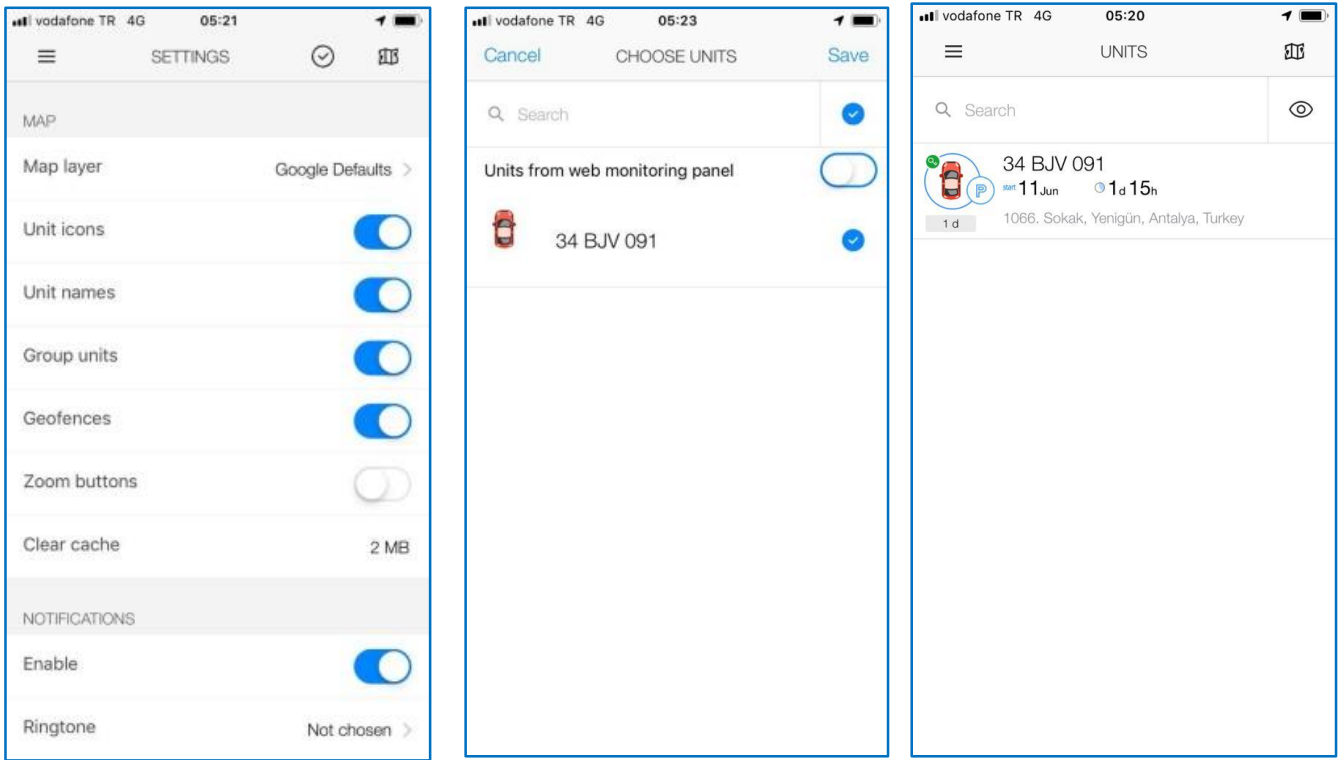 vodafone TR 4G 05:21
SETTINGS
MAP
Map layer Google Defaults
Unit icons
Unit names
Group units
Geofences
Zoom buttons
Clear cache 2 MB
NOTIFICATIONS
Enable
Ringtone Not chosen
vodafone TR 4G 05:23
Cancel CHOOSE UNITS Save
Search
Units from web monitoring panel
34 BJV 091
vodafone TR 4G 05:20
UNITS
Search
34 BJV 091
P start 11 Jun 1d 15h
1 d 1066. Sokak, Yenigün, Antalya, Turkey